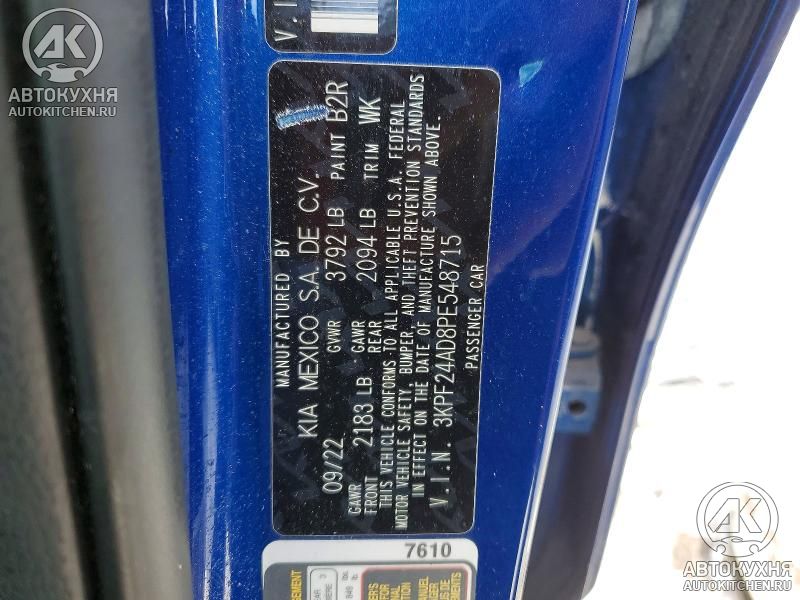 АВТОКУХНЯ
AUTOKITCHEN.RU
V.I.N
MANUFACTURED BY
KIA MEXICO S.A. DE C.V.
09/22 GVWR 3792 LB PAINT B2R
GAWR FRONT 2183 LB GAWR REAR 2094 LB TRIM WK
THIS VEHICLE CONFORMS TO ALL APPLICABLE U.S.A. FEDERAL
MOTOR VEHICLE SAFETY, BUMPER, AND THEFT PREVENTION STANDARDS
IN EFFECT ON THE DATE OF MANUFACTURE SHOWN ABOVE.
V.I.N. 3KPF24AD8PE548715
PASSENGER CAR
7610
АВТОКУХНЯ
AUTOKITCHEN.RU